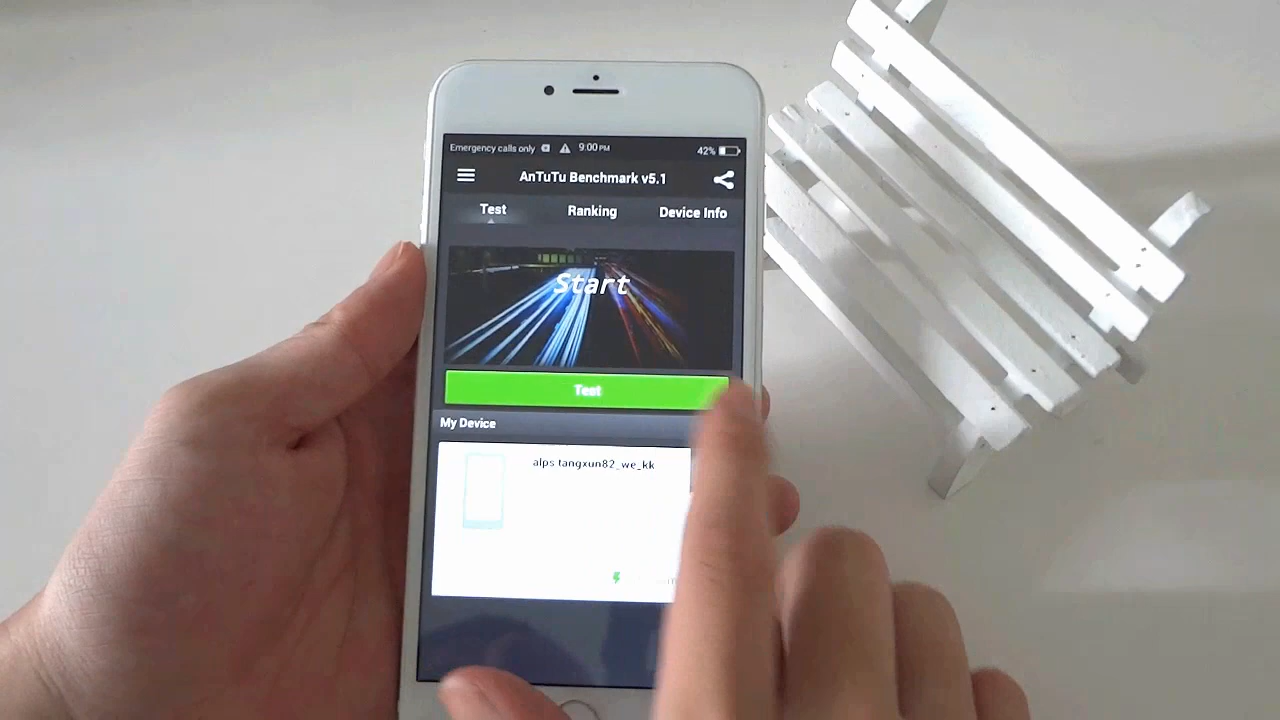 Emergency calls only 9:00 PM 42%
AnTuTu Benchmark v5.1
Test Ranking Device Info
Start
Test
My Device
alps tangxun82_we_kk